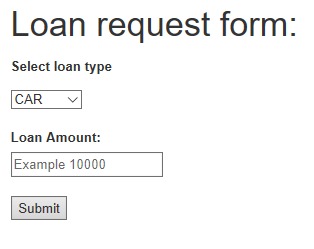 Loan request form:
Select loan type
CAR
Loan Amount:
Example 10000
Submit